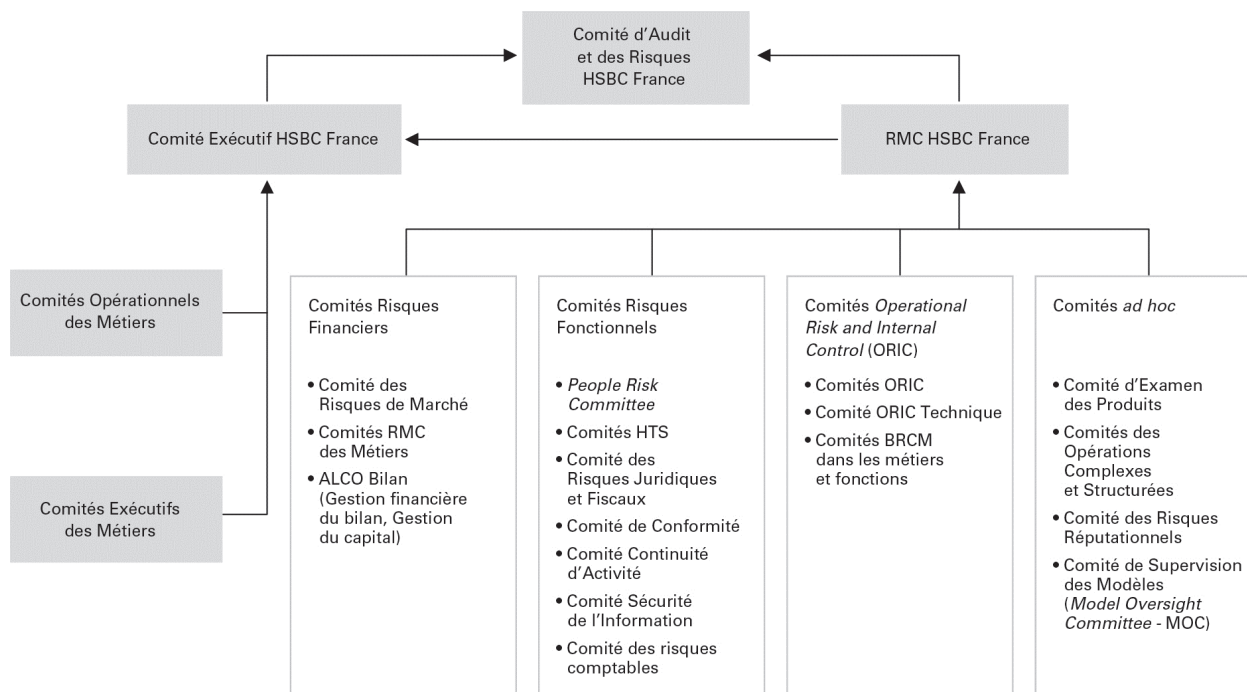 Comité d’Audit
et des Risques
HSBC France
Comité Exécutif HSBC France
RMC HSBC France
Comités Opérationnels
des Métiers
Comités Exécutifs
des Métiers
Comités Risques
Financiers
• Comité des
Risques de Marché
• Comités RMC
des Métiers
• ALCO Bilan
(Gestion financière
du bilan, Gestion
du capital)
Comités Risques
Fonctionnels
• People Risk
Committee
• Comités HTS
• Comité des
Risques Juridiques
et Fiscaux
• Comité de Conformité
• Comité Continuité
d’Activité
• Comité Sécurité
de l’Information
• Comité des risques
comptables
Comités Operational
Risk and Internal
Control (ORIC)
• Comités ORIC
• Comité ORIC Technique
• Comités BRCM
dans les métiers
et fonctions
Comités ad hoc
• Comité d’Examen
des Produits
• Comités des
Opérations
Complexes
et Structurées
• Comité des Risques
Réputationnels
• Comité de Supervision
des Modèles
(Model Oversight
Committee - MOC)